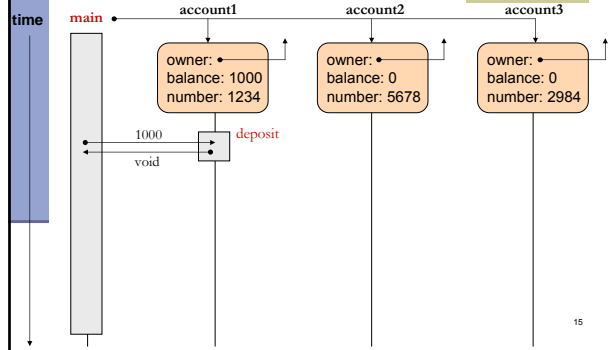 time
main
account1
account2
account3
owner:
balance: 1000
number: 1234
owner:
balance: 0
number: 5678
owner:
balance: 0
number: 2984
1000
deposit
void
15